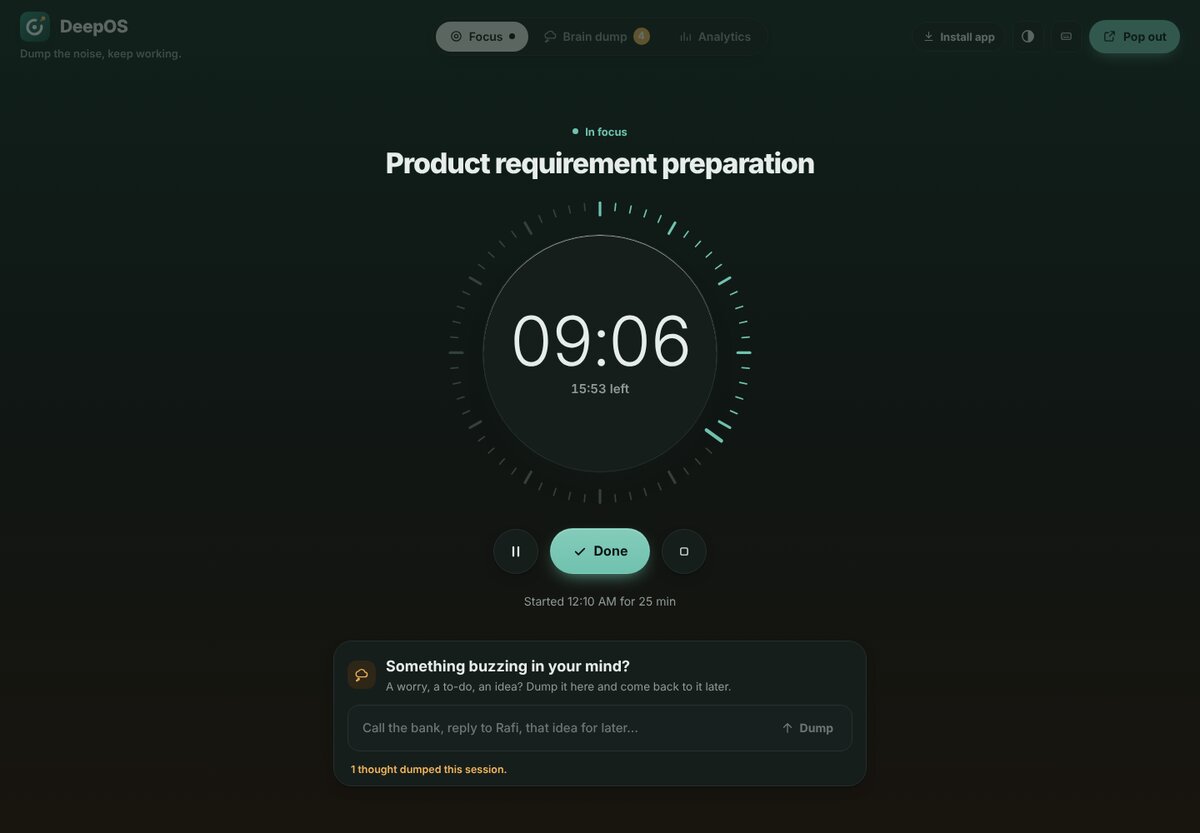 DeepOS
Dump the noise, keep working.
Focus
Brain dump 4
Analytics
Install app
Pop out
In focus
Product requirement preparation
09:06
15:53 left
Done
Started 12:10 AM for 25 min
Something buzzing in your mind?
A worry, a to-do, an idea? Dump it here and come back to it later.
Call the bank, reply to Rafi, that idea for later...
Dump
1 thought dumped this session.